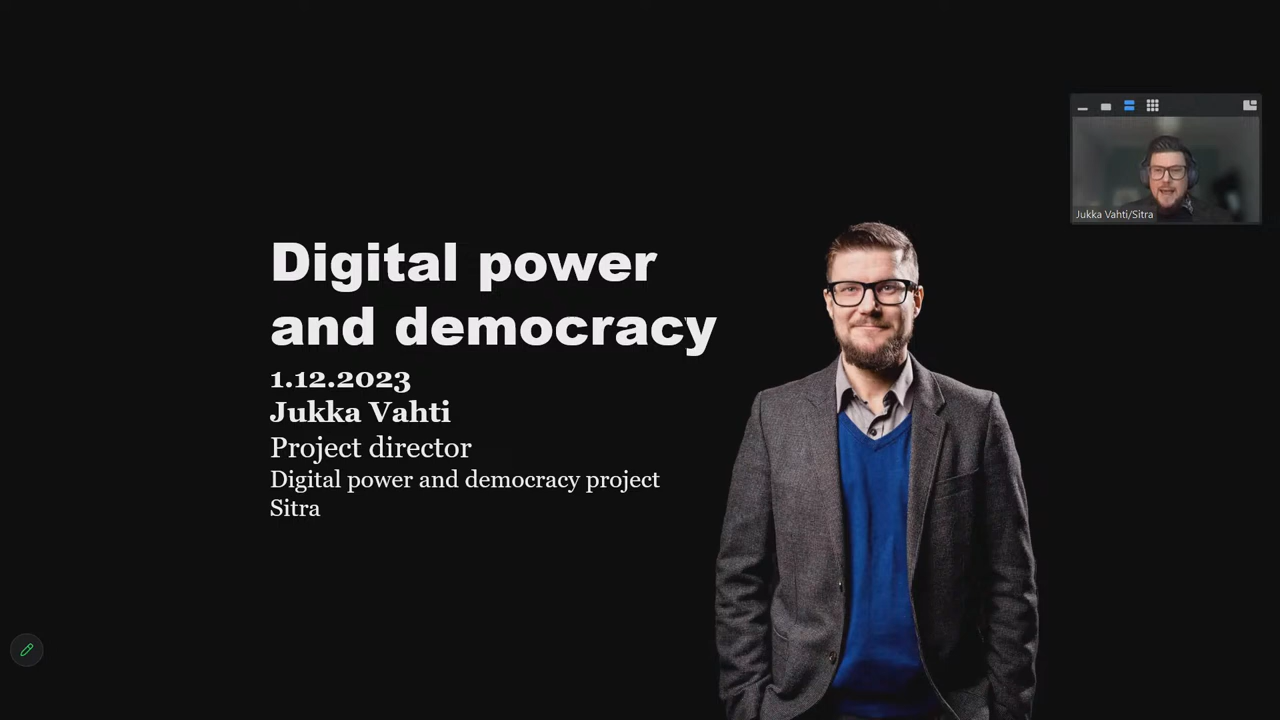 Digital power
and democracy
1.12.2023
Jukka Vahti
Project director
Digital power and democracy project
Sitra
Jukka Vahti/Sitra